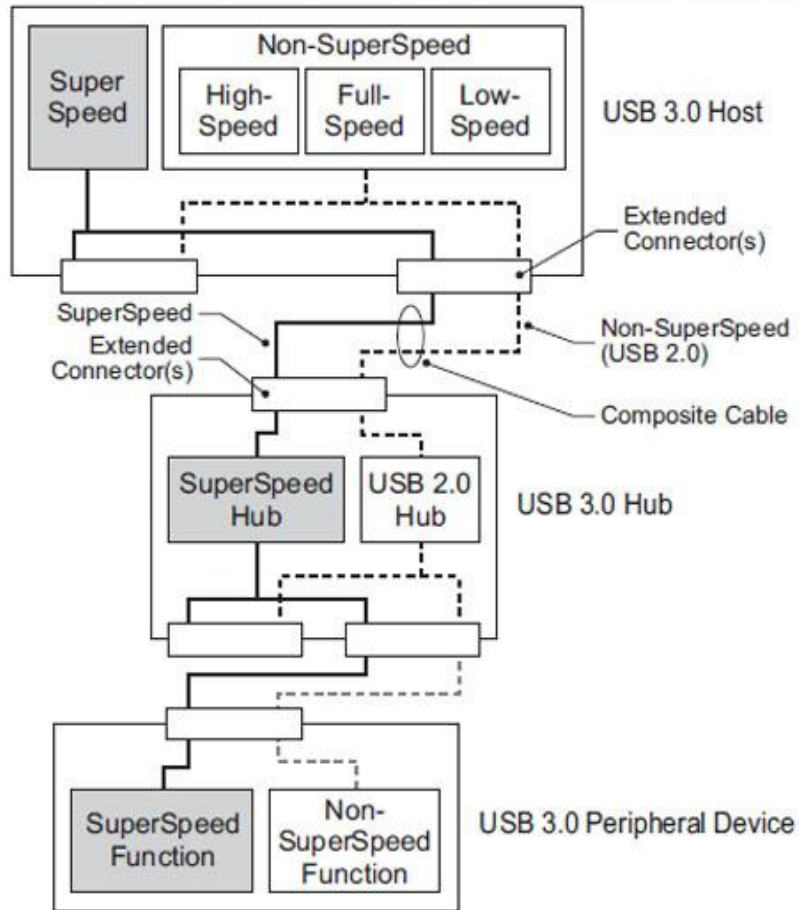 Non-SuperSpeed
Super
Speed
High-
Speed
Full-
Speed
Low-
Speed
USB 3.0 Host
Extended
Connector(s)
SuperSpeed
Extended
Connector(s)
Non-SuperSpeed
(USB 2.0)
Composite Cable
SuperSpeed
Hub
USB 2.0
Hub
USB 3.0 Hub
SuperSpeed
Function
Non-
SuperSpeed
Function
USB 3.0 Peripheral Device